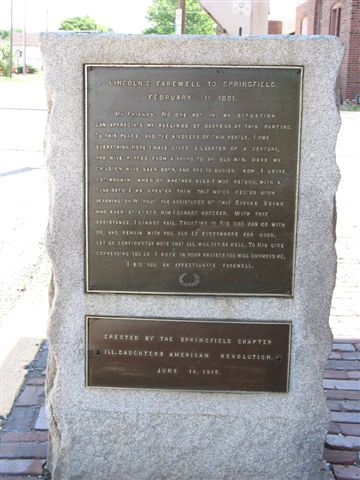 LINCOLN'S FAREWELL TO SPRINGFIELD
FEBRUARY 11, 1861.
MY FRIENDS, NO ONE NOT IN MY SITUATION
CAN APPRECIATE MY FEELINGS OF SADNESS AT THIS PARTING.
TO THIS PLACE, AND THE KINDNESS OF THIS PEOPLE, I OWE
EVERYTHING. HERE I HAVE LIVED A QUARTER OF A CENTURY,
AND HAVE PASSED FROM A YOUNG TO AN OLD MAN. HERE MY
CHILDREN HAVE BEEN BORN, AND ONE IS BURIED. NOW I LEAVE,
NOT KNOWING WHEN OR WHETHER EVER I MAY RETURN, WITH A
TASK BEFORE ME GREATER THAN THAT WHICH RESTED UPON
WASHINGTON. WITHOUT THE ASSISTANCE OF THAT DIVINE BEING
WHO EVER ATTENDED HIM I CANNOT SUCCEED. WITH THAT
ASSISTANCE, I CANNOT FAIL. TRUSTING IN HIM WHO CAN GO WITH
ME, AND REMAIN WITH YOU, AND BE EVERYWHERE FOR GOOD,
LET US CONFIDENTLY HOPE THAT ALL WILL YET BE WELL. TO HIS CARE
COMMENDING YOU AS I HOPE IN YOUR PRAYERS YOU WILL COMMEND ME,
I BID YOU AN AFFECTIONATE FAREWELL.
ERECTED BY THE SPRINGFIELD CHAPTER
ILL. DAUGHTERS AMERICAN REVOLUTION.
JUNE 14, 1915.